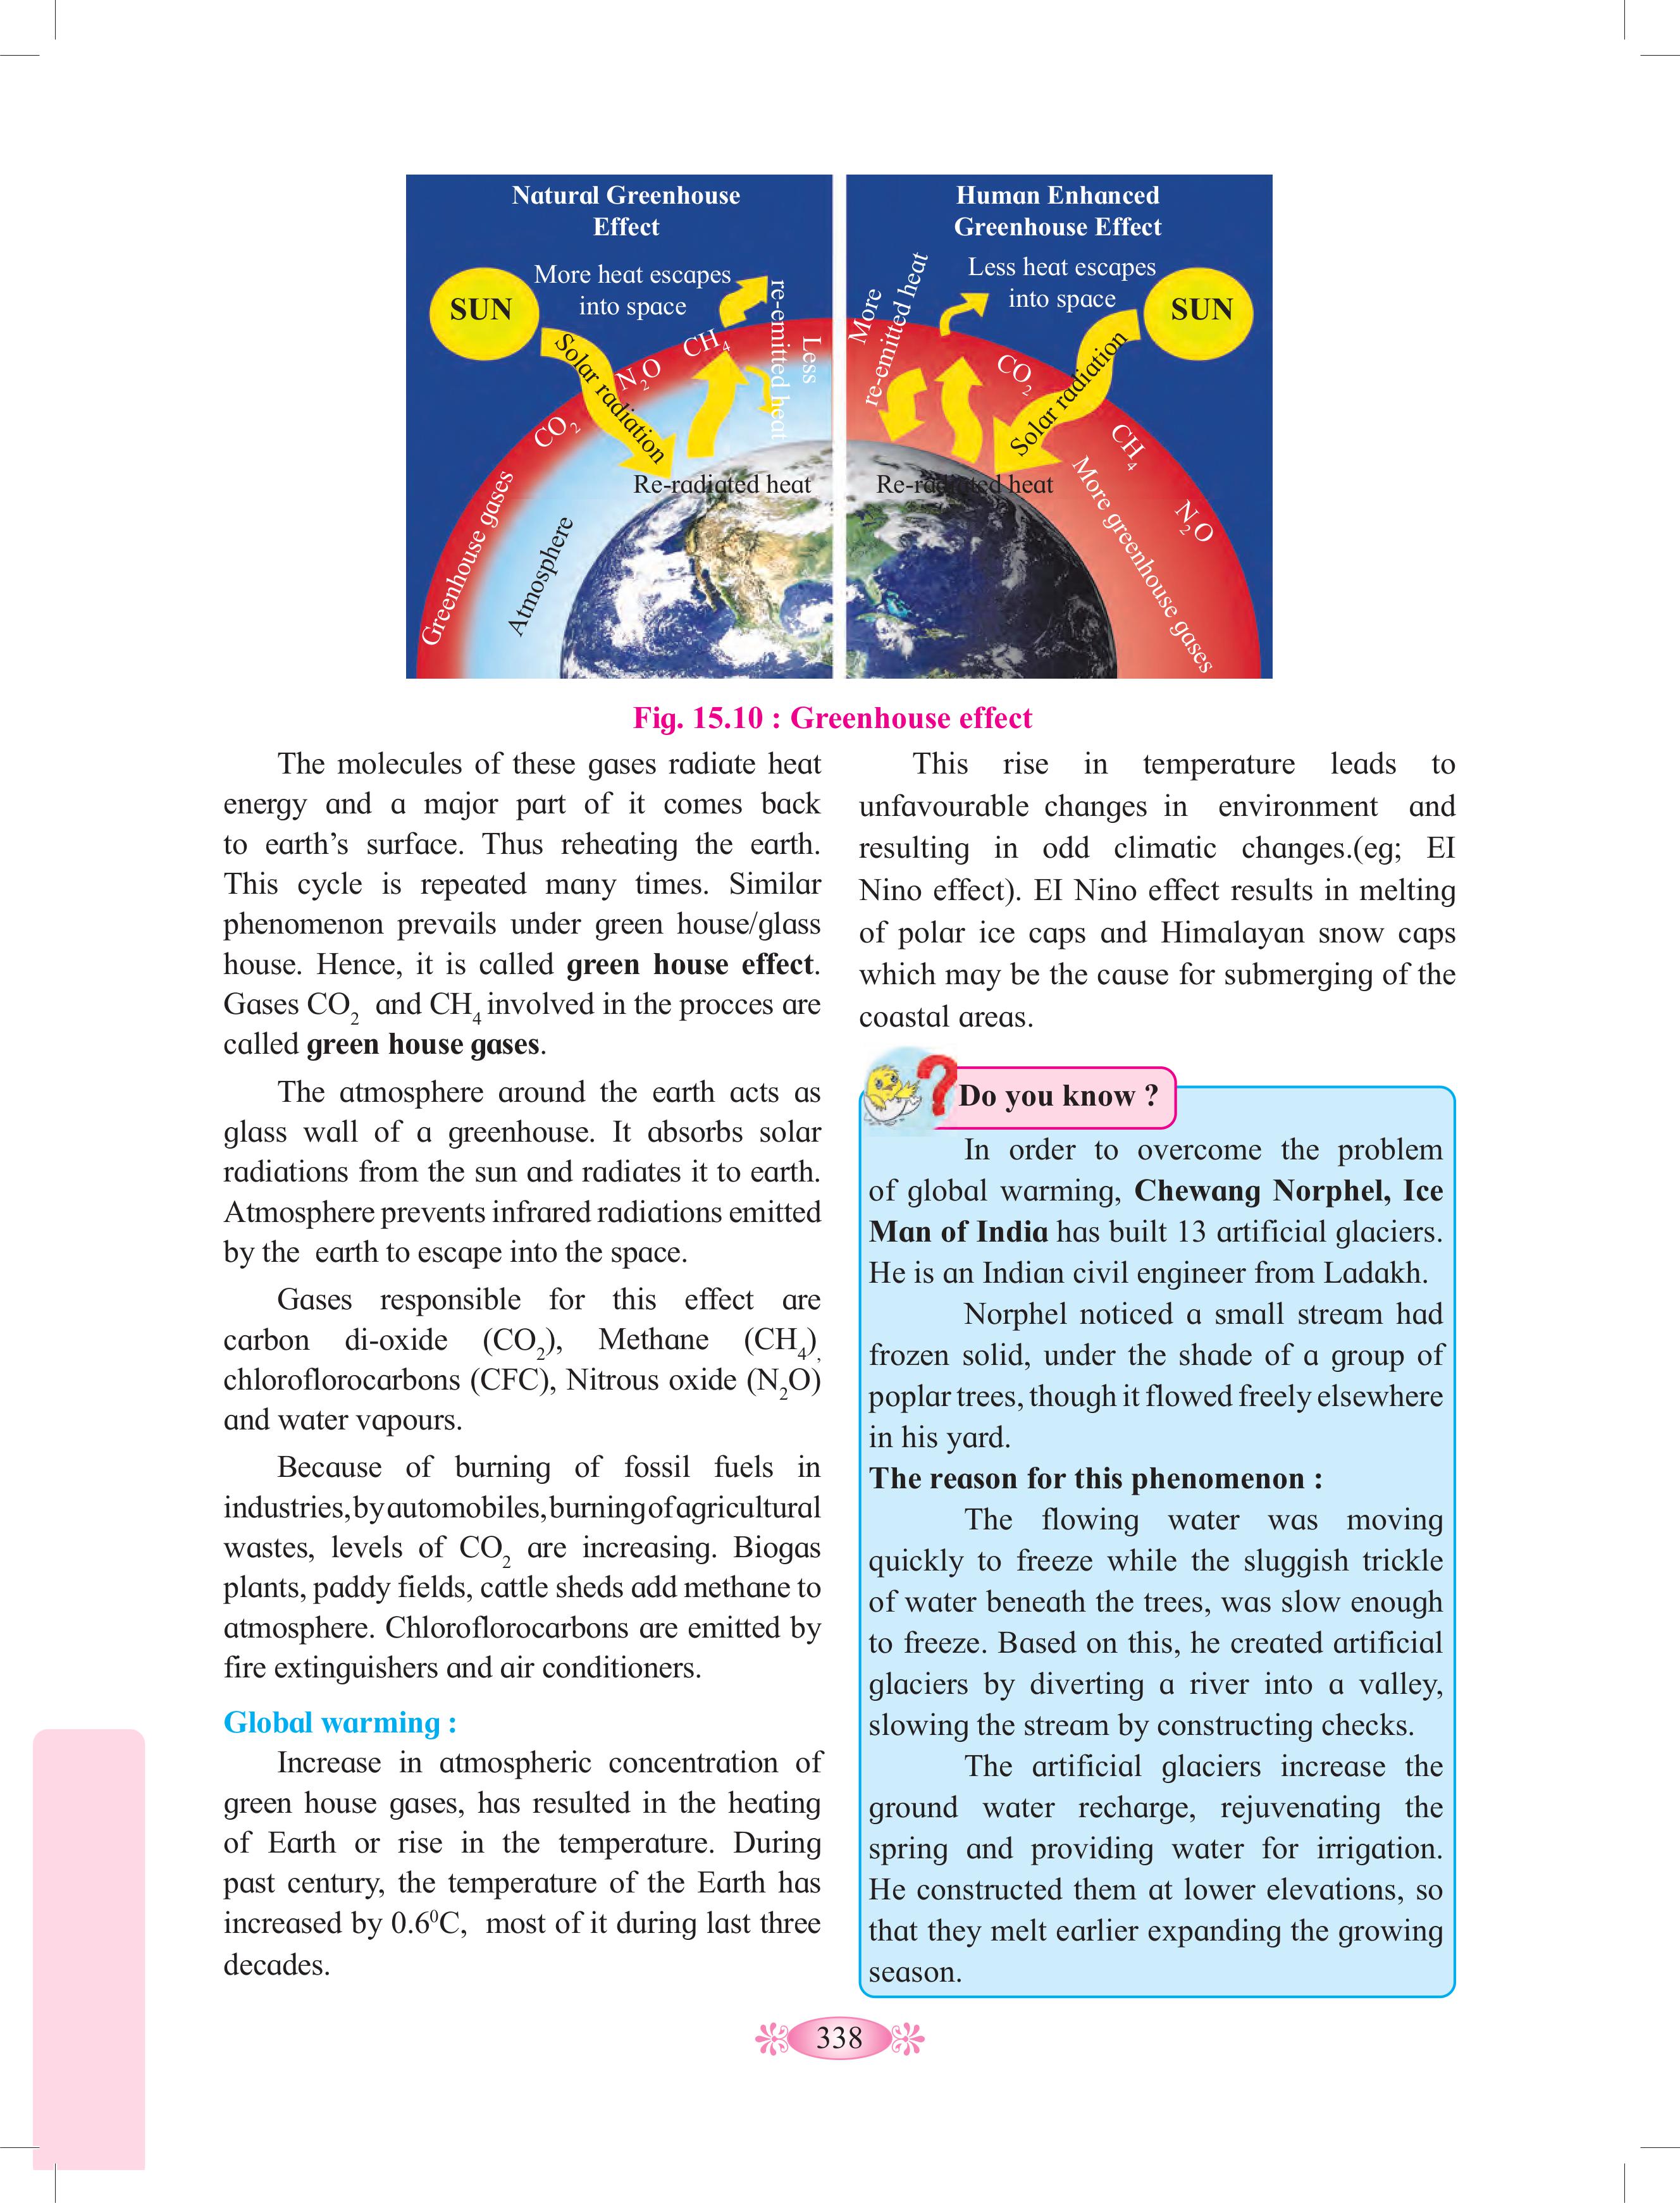 Natural Greenhouse
Effect
More heat escapes
into space
SUN
Solar radiation
CO2
N2O
CH4
re-emitted heat
Less
Greenhouse gases
Atmosphere
Re-radiated heat
Human Enhanced
Greenhouse Effect
Less heat escapes
into space
SUN
More
re-emitted heat
Solar radiation
CO2
CH4
N2O
More greenhouse gases
Re-radiated heat
Fig. 15.10 : Greenhouse effect
The molecules of these gases radiate heat
energy and a major part of it comes back
to earth’s surface. Thus reheating the earth.
This cycle is repeated many times. Similar
phenomenon prevails under green house/glass
house. Hence, it is called green house effect.
Gases CO2 and CH4 involved in the procces are
called green house gases.
The atmosphere around the earth acts as
glass wall of a greenhouse. It absorbs solar
radiations from the sun and radiates it to earth.
Atmosphere prevents infrared radiations emitted
by the earth to escape into the space.
Gases responsible for this effect are
carbon di-oxide (CO2), Methane (CH4),
chloroflorocarbons (CFC), Nitrous oxide (N2O)
and water vapours.
Because of burning of fossil fuels in
industries, by automobiles, burning of agricultural
wastes, levels of CO2 are increasing. Biogas
plants, paddy fields, cattle sheds add methane to
atmosphere. Chloroflorocarbons are emitted by
fire extinguishers and air conditioners.
Global warming :
Increase in atmospheric concentration of
green house gases, has resulted in the heating
of Earth or rise in the temperature. During
past century, the temperature of the Earth has
increased by 0.6⁰C, most of it during last three
decades.
This rise in temperature leads to
unfavourable changes in environment and
resulting in odd climatic changes.(eg; EI
Nino effect). EI Nino effect results in melting
of polar ice caps and Himalayan snow caps
which may be the cause for submerging of the
coastal areas.
? Do you know ?
In order to overcome the problem
of global warming, Chewang Norphel, Ice
Man of India has built 13 artificial glaciers.
He is an Indian civil engineer from Ladakh.
Norphel noticed a small stream had
frozen solid, under the shade of a group of
poplar trees, though it flowed freely elsewhere
in his yard.
The reason for this phenomenon :
The flowing water was moving
quickly to freeze while the sluggish trickle
of water beneath the trees, was slow enough
to freeze. Based on this, he created artificial
glaciers by diverting a river into a valley,
slowing the stream by constructing checks.
The artificial glaciers increase the
ground water recharge, rejuvenating the
spring and providing water for irrigation.
He constructed them at lower elevations, so
that they melt earlier expanding the growing
season.
338